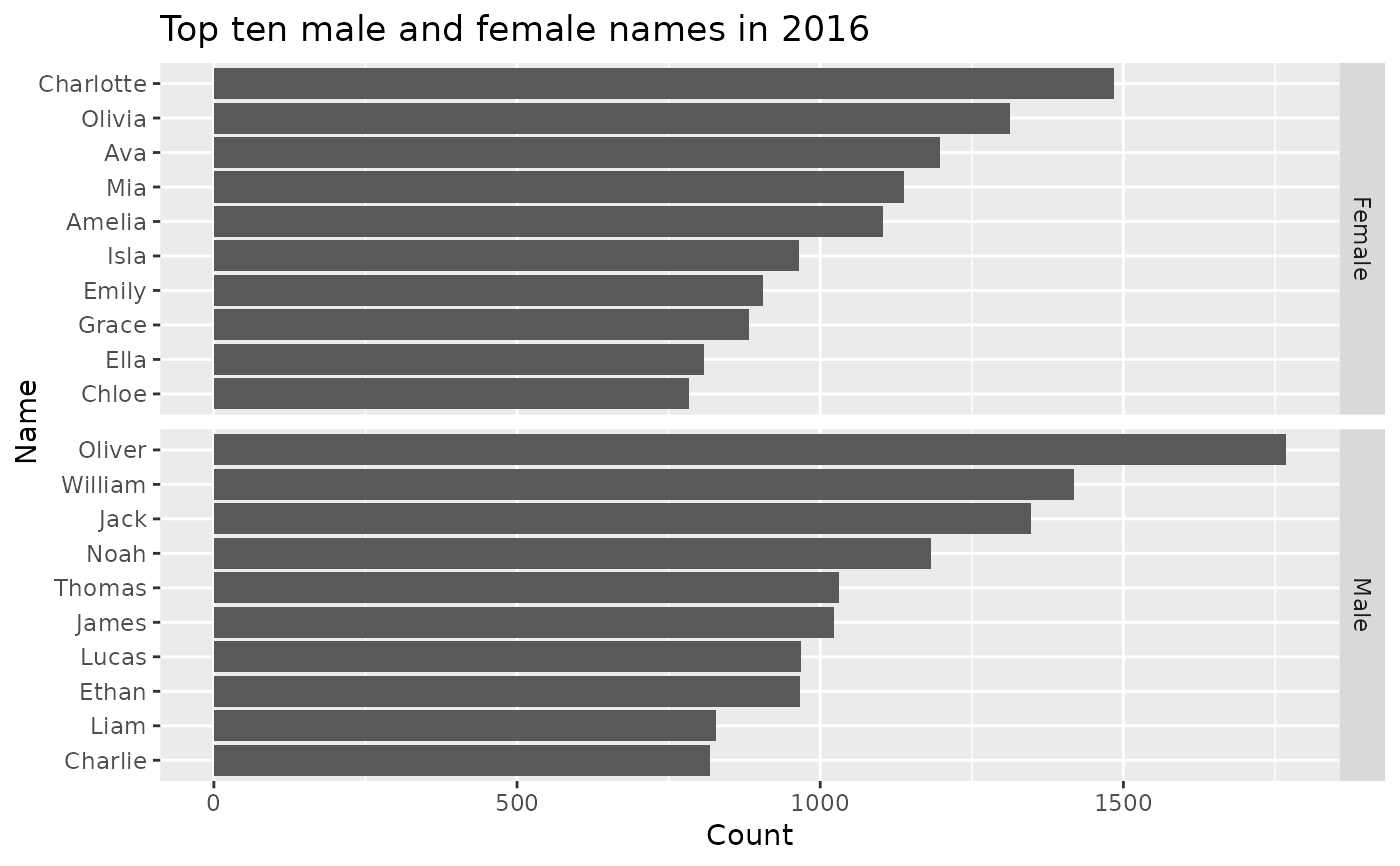 Top ten male and female names in 2016
Name
Female
Charlotte
Olivia
Ava
Mia
Amelia
Isla
Emily
Grace
Ella
Chloe
Male
Oliver
William
Jack
Noah
Thomas
James
Lucas
Ethan
Liam
Charlie
0 500 1000 1500
Count